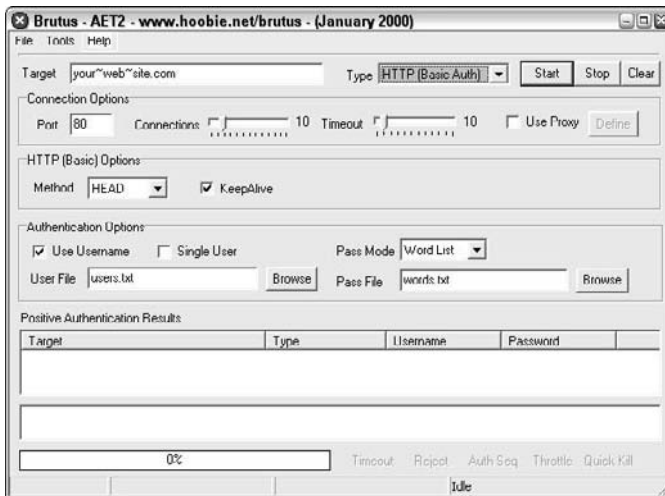 Brutus - AET2 - www.hoobie.net/brutus - (January 2000)
File Tools Help
Target your~web~site.com Type HTTP (Basic Auth) Start Stop Clear
Connection Options
Port 80 Connections 10 Timeout 10 Use Proxy Define
HTTP (Basic) Options
Method HEAD KeepAlive
Authentication Options
Use Username Single User Pass Mode Word List
User File users.txt Browse Pass File words.txt Browse
Positive Authentication Results
Target Type Username Password
0% Timeout Reject Auth Seq Throttle Quick Kill
Idle